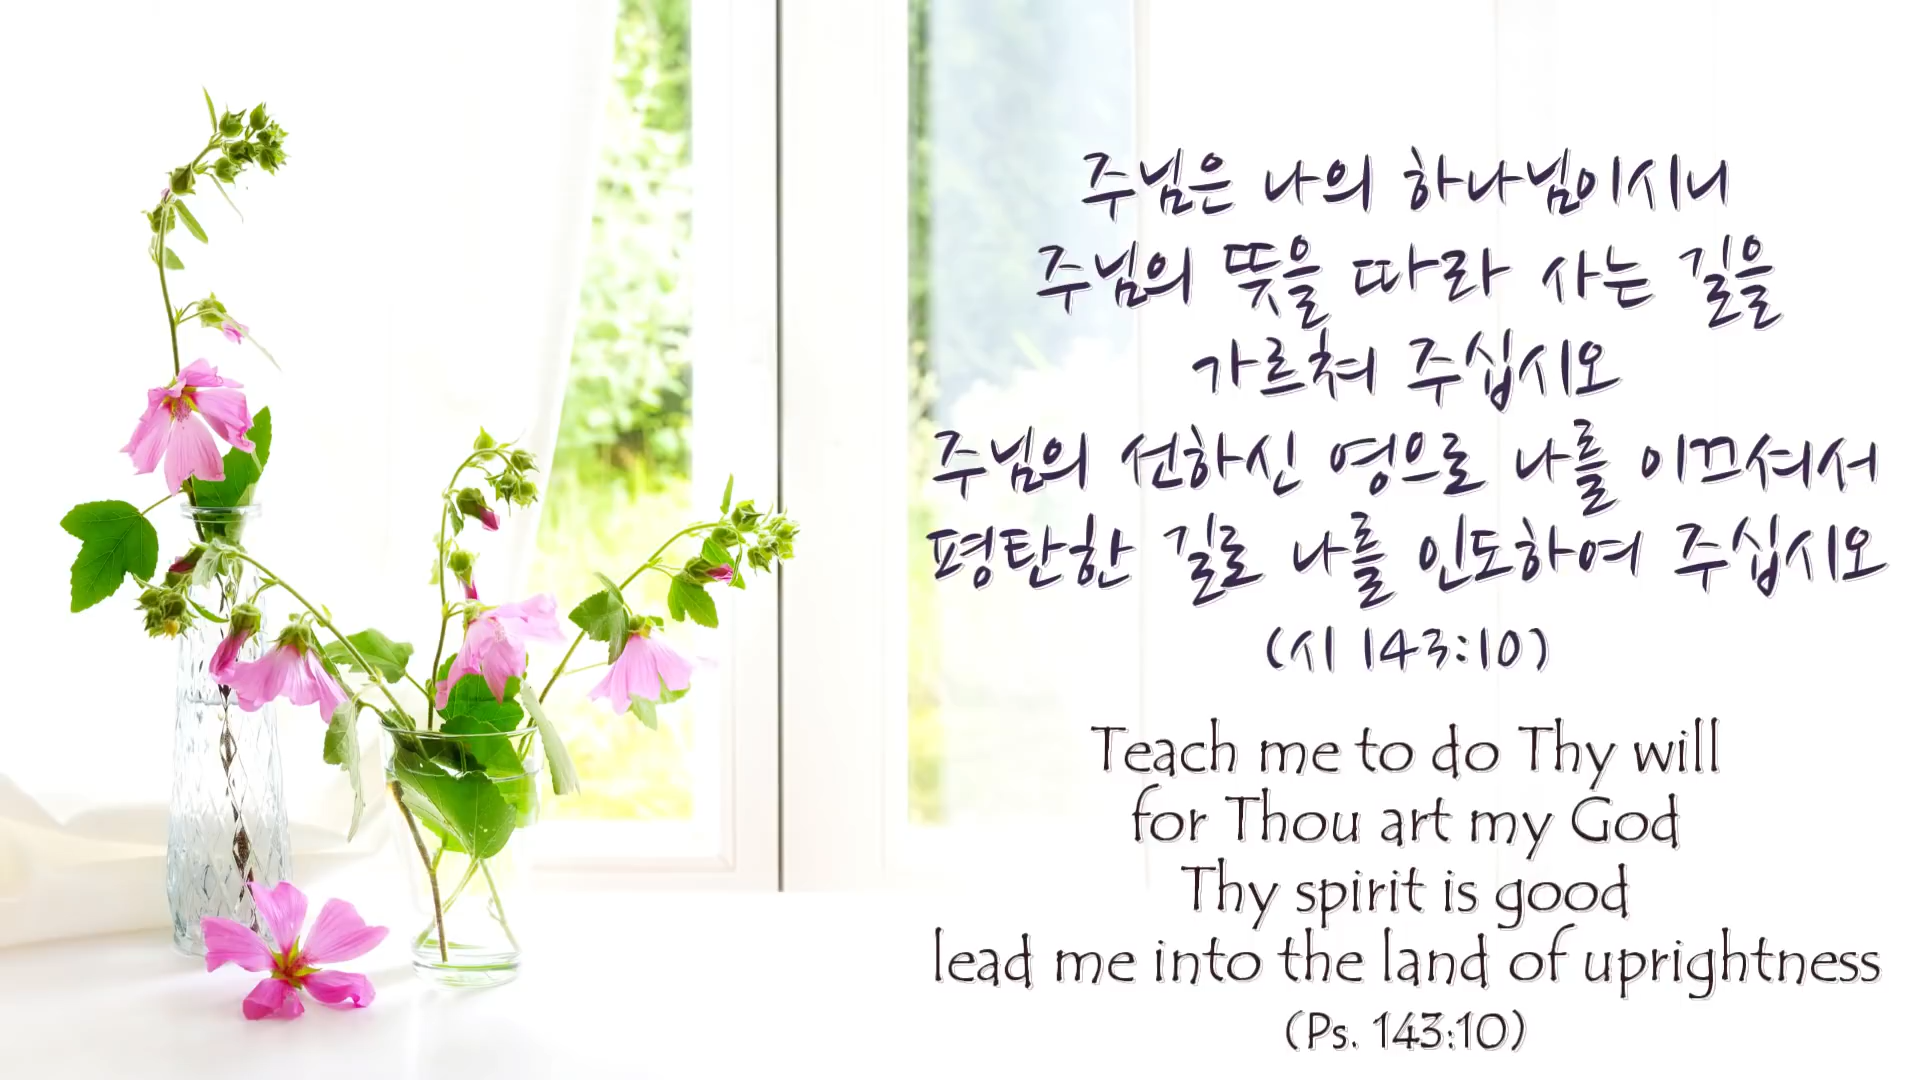 주님은 나의 하나님이시니
주님의 뜻을 따라 사는 길을
가르쳐 주십시오
주님의 선하신 영으로 나를 이끄셔서
평탄한 길로 나를 인도하여 주십시오
(시 143:10)
Teach me to do Thy will
for Thou art my God
Thy spirit is good
lead me into the land of uprightness
(Ps. 143:10)